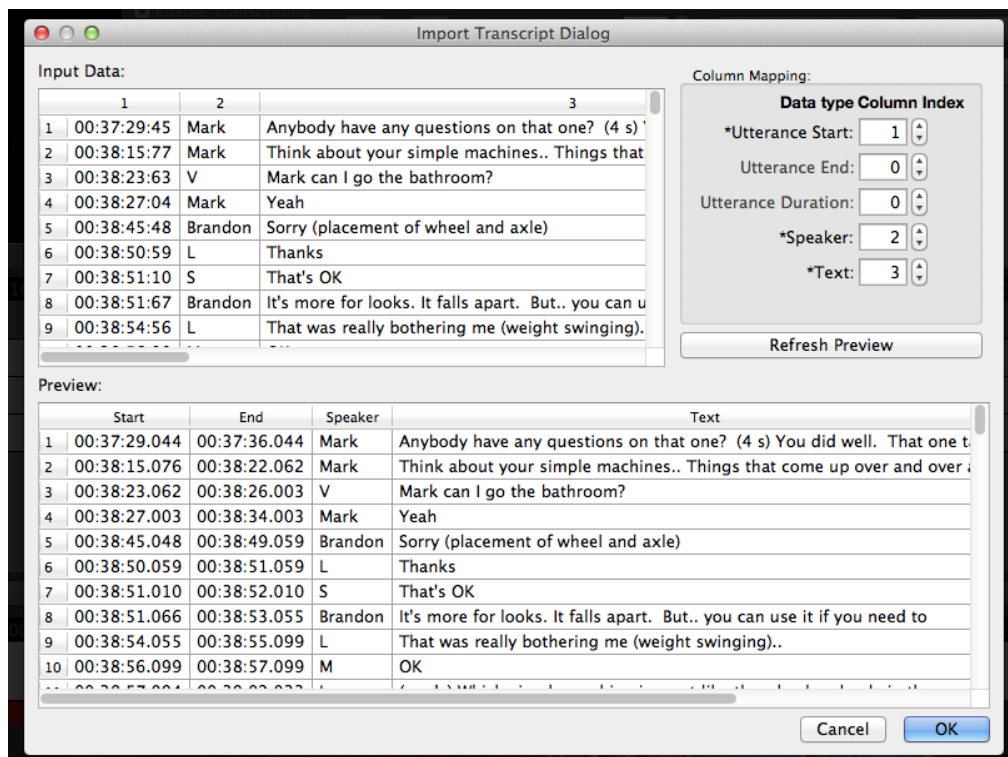 Import Transcript Dialog
Input Data:
1 2 3
1 00:37:29:45 Mark Anybody have any questions on that one? (4 s)
2 00:38:15:77 Mark Think about your simple machines.. Things that
3 00:38:23:63 V Mark can I go the bathroom?
4 00:38:27:04 Mark Yeah
5 00:38:45:48 Brandon Sorry (placement of wheel and axle)
6 00:38:50:59 L Thanks
7 00:38:51:10 S That's OK
8 00:38:51:67 Brandon It's more for looks. It falls apart. But.. you can u
9 00:38:54:56 L That was really bothering me (weight swinging).
Column Mapping:
Data type Column Index
*Utterance Start: 1
Utterance End: 0
Utterance Duration: 0
*Speaker: 2
*Text: 3
Refresh Preview
Preview:
Start End Speaker Text
1 00:37:29.044 00:37:36.044 Mark Anybody have any questions on that one? (4 s) You did well. That one t
2 00:38:15.076 00:38:22.062 Mark Think about your simple machines.. Things that come up over and over
3 00:38:23.062 00:38:26.003 V Mark can I go the bathroom?
4 00:38:27.003 00:38:34.003 Mark Yeah
5 00:38:45.048 00:38:49.059 Brandon Sorry (placement of wheel and axle)
6 00:38:50.059 00:38:51.059 L Thanks
7 00:38:51.010 00:38:52.010 S That's OK
8 00:38:51.066 00:38:53.055 Brandon It's more for looks. It falls apart. But.. you can use it if you need to
9 00:38:54.055 00:38:55.099 L That was really bothering me (weight swinging)..
10 00:38:56.099 00:38:57.099 M OK
Cancel OK